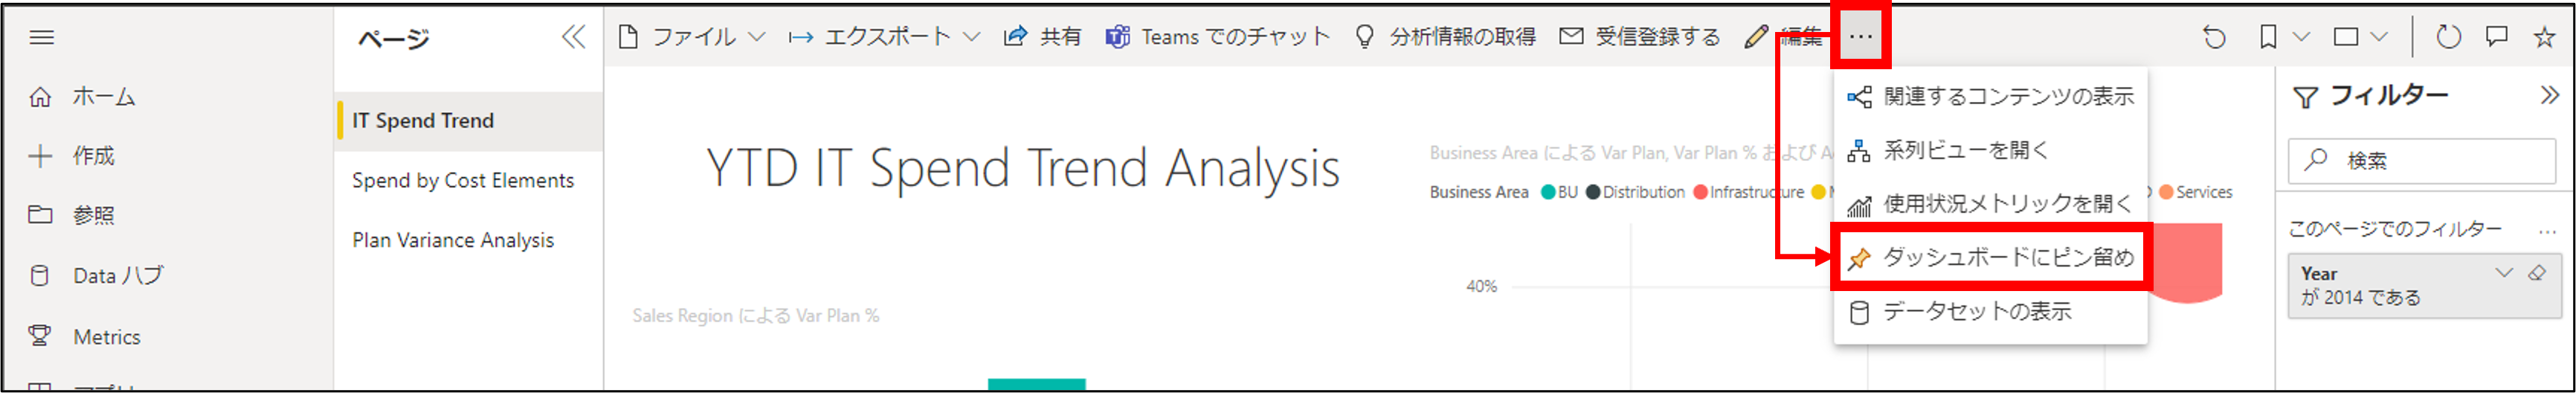 ホーム
作成
参照
Data ハブ
Metrics
ページ
IT Spend Trend
Spend by Cost Elements
Plan Variance Analysis
ファイル エクスポート 共有 Teams でのチャット 分析情報の取得 受信登録する 編集 …
関連するコンテンツの表示
系列ビューを開く
使用状況メトリックを開く
ダッシュボードにピン留め
データセットの表示
YTD IT Spend Trend Analysis
Sales Region による Var Plan %
Business Area による Var Plan, Var Plan % および
Business Area BU Distribution Infrastructure Services
40%
フィルター
検索
このページでのフィルター …
Year
が 2014 である